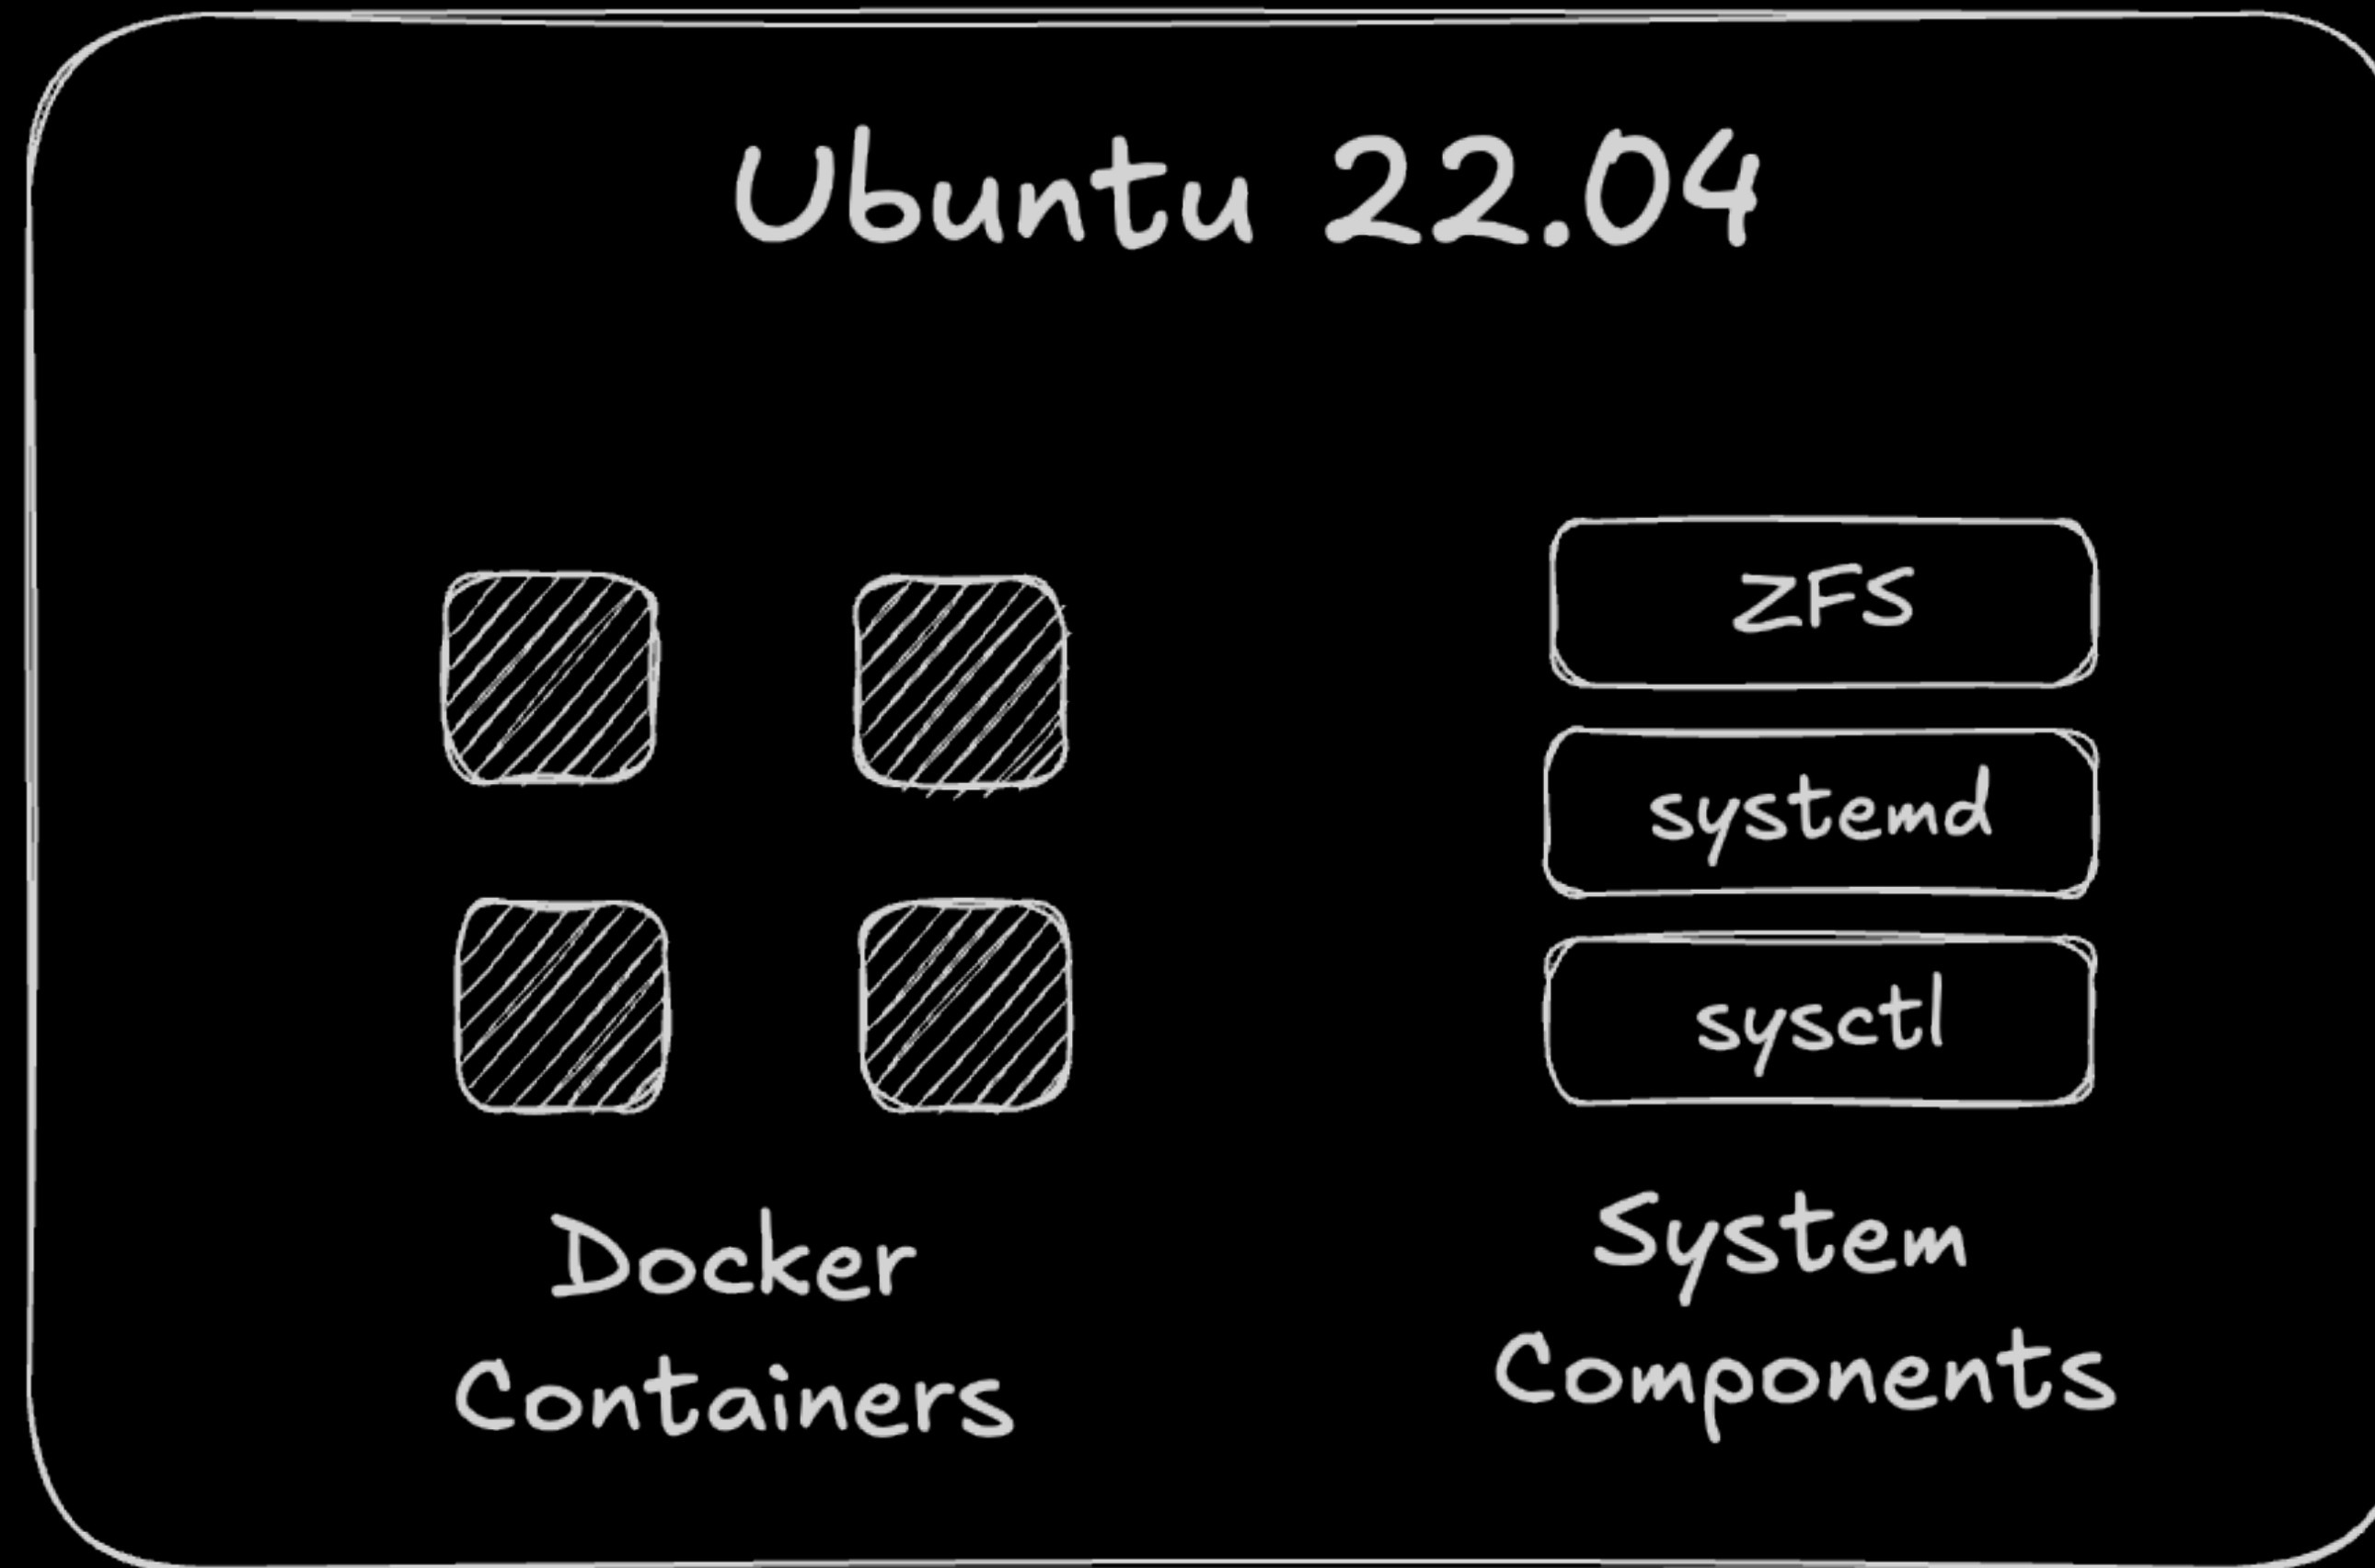 Ubuntu 22.04
ZFS
systemd
sysctl
Docker
Containers
System
Components